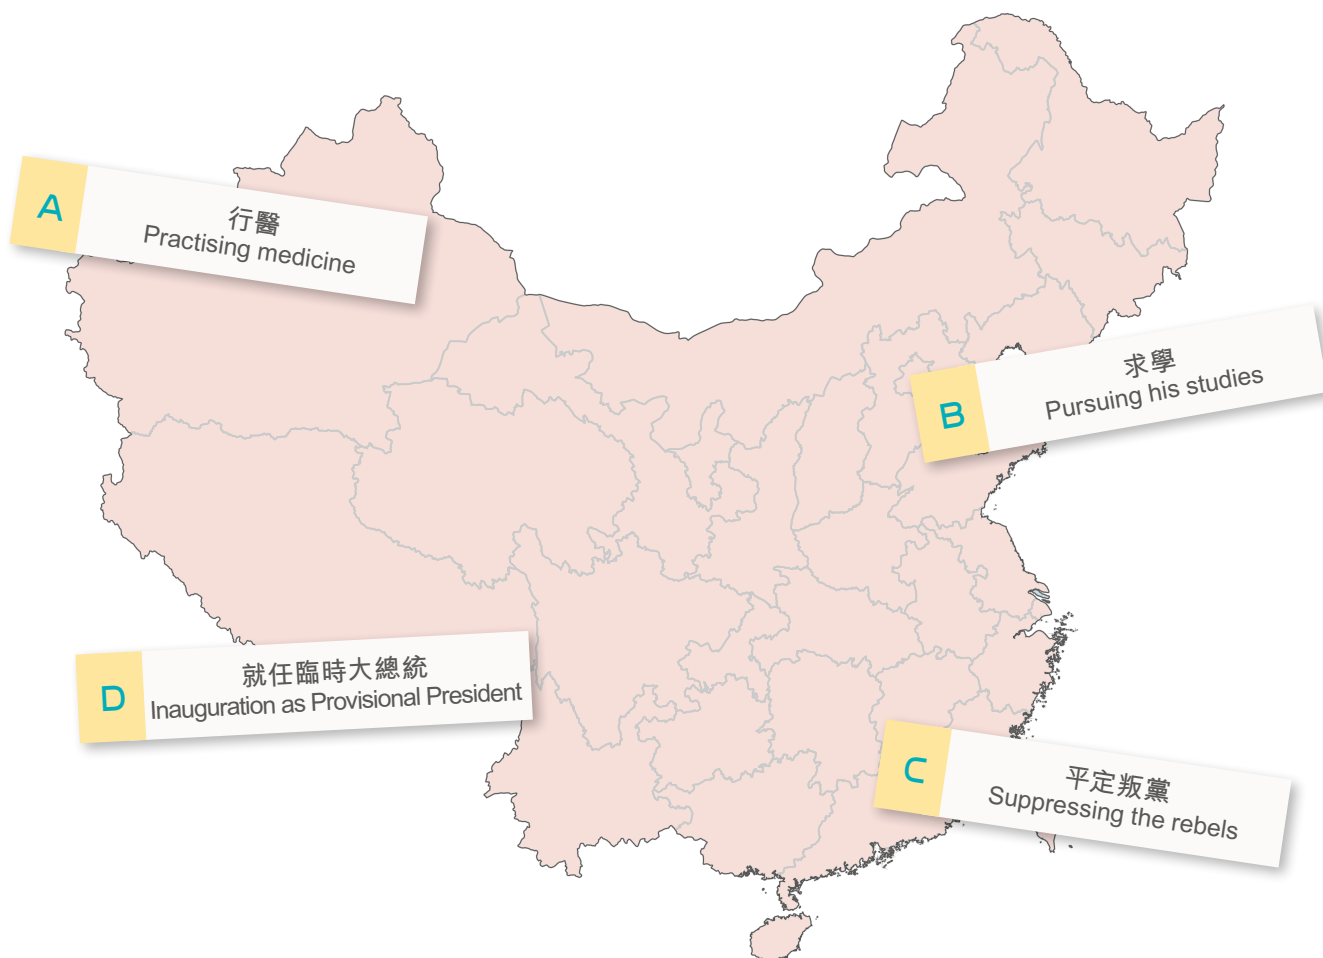 A
行醫
Practising medicine
B
求學
Pursuing his studies
D
就任臨時大總統
Inauguration as Provisional President
C
平定叛黨
Suppressing the rebels